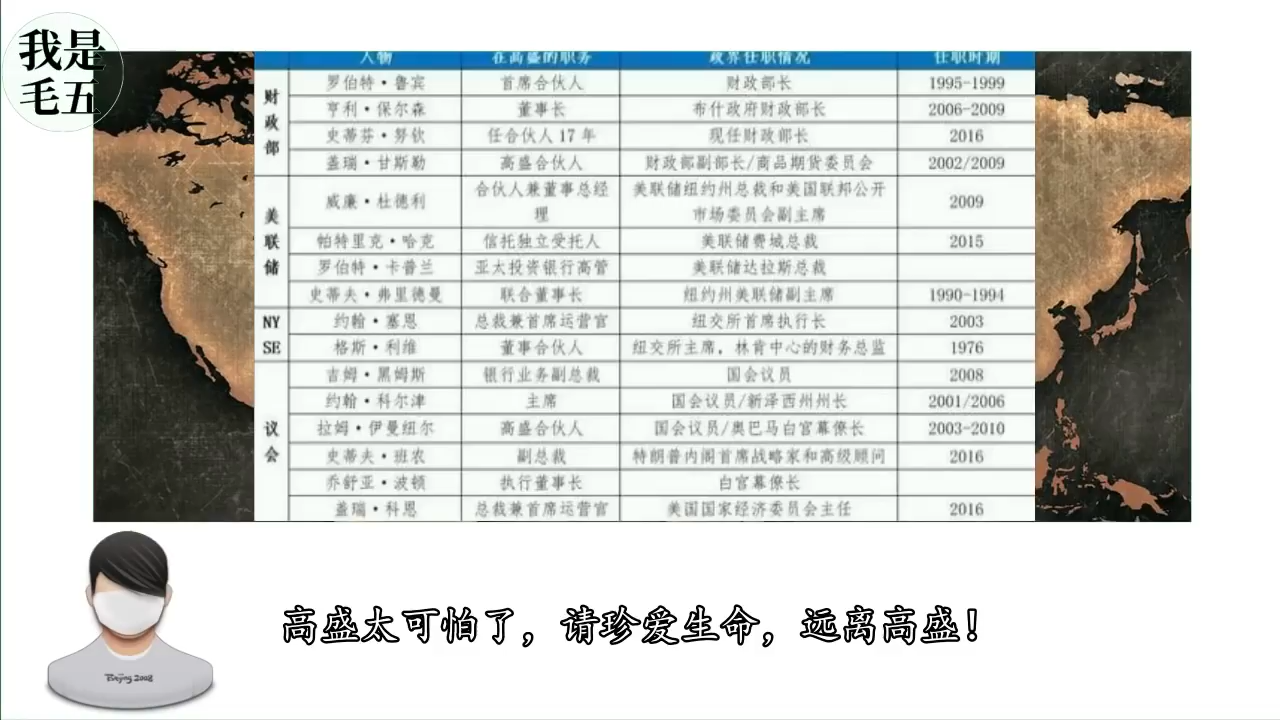 我是
毛五
人物 在高盛的职务 政界任职情况 任职时期
财政部
罗伯特·鲁宾 首席合伙人 财政部长 1995-1999
亨利·保尔森 董事长 布什政府财政部长 2006-2009
史蒂芬·努钦 任合伙人17年 现任财政部长 2016
盖瑞·甘斯勒 高盛合伙人 财政部副部长/商品期货委员会 2002/2009
美联储
威廉·杜德利 合伙人兼董事总经理 美联储纽约州总裁和美国联邦公开市场委员会副主席 2009
帕特里克·哈克 信托独立受托人 美联储费城总裁 2015
罗伯特·卡普兰 亚太投资银行高管 美联储达拉斯总裁
史蒂夫·弗里德曼 联合董事长 纽约州美联储副主席 1990-1994
NYSE
约翰·塞恩 总裁兼首席运营官 纽交所首席执行长 2003
格斯·利维 董事合伙人 纽交所主席，林肯中心的财务总监 1976
议会
吉姆·黑姆斯 银行业务副总裁 国会议员 2008
约翰·科尔津 主席 国会议员/新泽西州州长 2001/2006
拉姆·伊曼纽尔 高盛合伙人 国会议员/奥巴马白宫幕僚长 2003-2010
史蒂夫·班农 副总裁 特朗普内阁首席战略家和高级顾问 2016
乔舒亚·波顿 执行董事长 白宫幕僚长
盖瑞·科恩 总裁兼首席运营官 美国国家经济委员会主任 2016
Beijing 2008
高盛太可怕了，请珍爱生命，远离高盛！